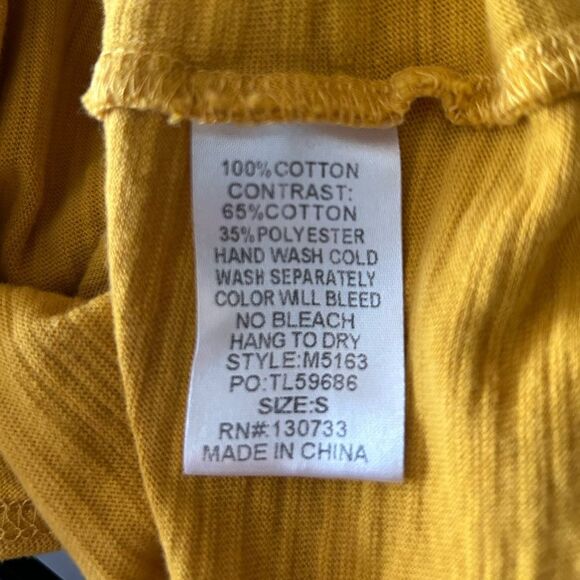 100% COTTON
CONTRAST:
65% COTTON
35% POLYESTER
HAND WASH COLD
WASH SEPARATELY
COLOR WILL BLEED
NO BLEACH
HANG TO DRY
STYLE:M5163
PO:TL59686
SIZE:S
RN#:130733
MADE IN CHINA